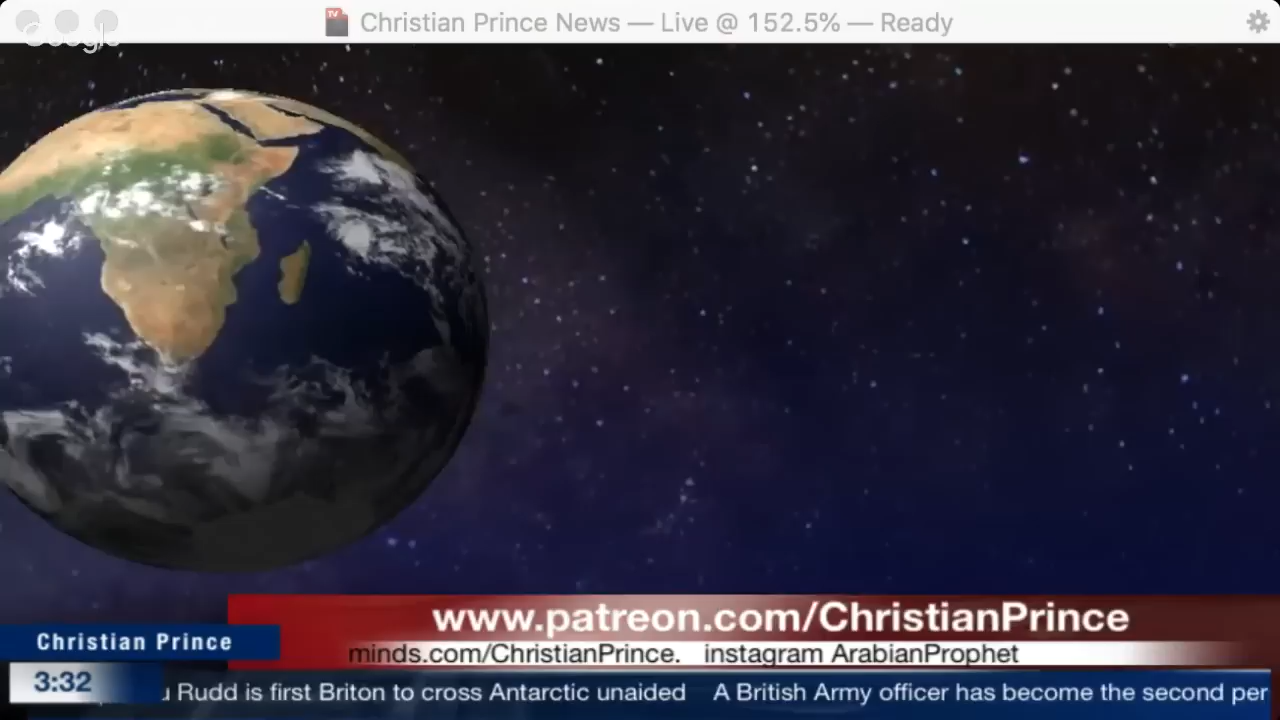 Christian Prince News — Live @ 152.5% — Ready
Google
www.patreon.com/ChristianPrince
Christian Prince
minds.com/ChristianPrince. instagram ArabianProphet
3:32
Rudd is first Briton to cross Antarctic unaided A British Army officer has become the second per